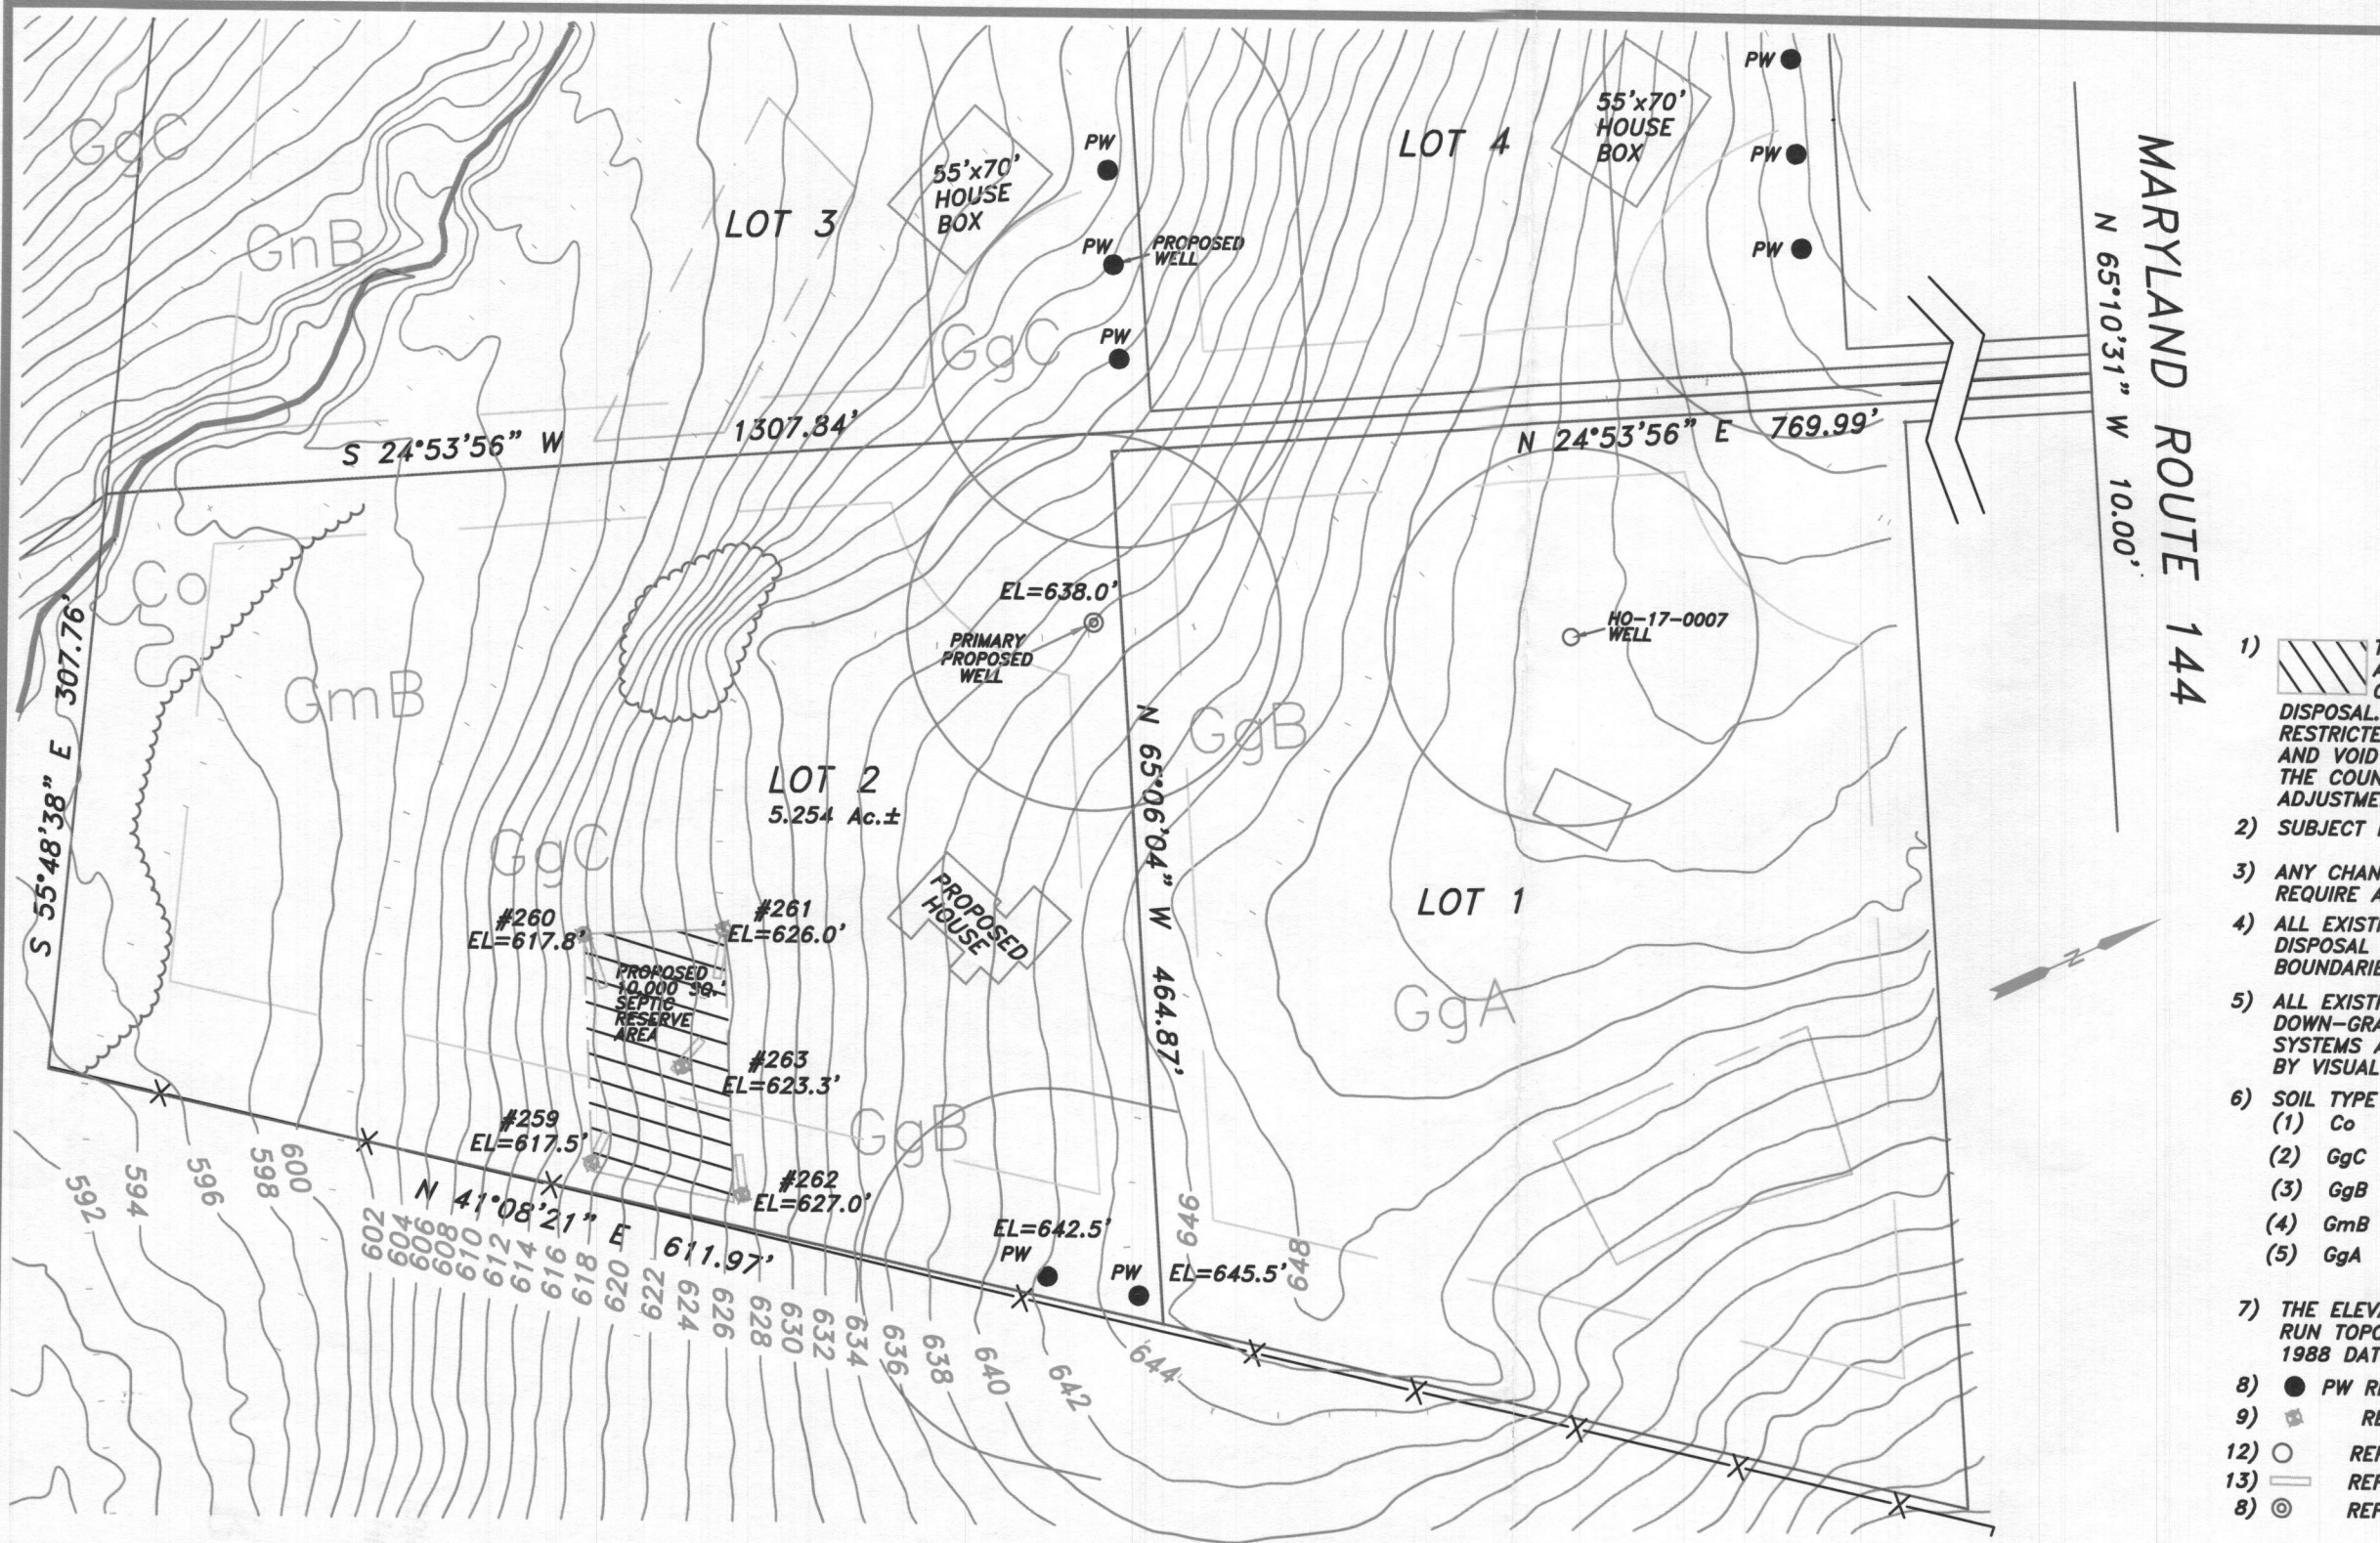 GgC
GnB
LOT 3
55'x70'
HOUSE
BOX
PW
PW
PROPOSED
WELL
PW
GgC
LOT 4
55'x70'
HOUSE
BOX
PW
PW
PW
MARYLAND ROUTE 144
N 65°10'31" W 10.00'
S 24°53'56" W 1307.84'
N 24°53'56" E 769.99'
Co
S 55°48'38" E 307.76'
GmB
EL=638.0'
PRIMARY
PROPOSED
WELL
HO-17-0007
WELL
N 65°06'04" W 464.87'
GgB
LOT 2
5.254 Ac.±
GgC
LOT 1
PROPOSED
HOUSE
#260
EL=617.8'
#261
EL=626.0'
PROPOSED
10,000 SQ.'
SEPTIC
RESERVE
AREA
#263
EL=623.3'
#259
EL=617.5'
#262
EL=627.0'
GgB
GgA
N
N 41°08'21" E 611.97'
EL=642.5'
PW
PW
EL=645.5'
592
594
596
598
600
602
604
606
608
610
612
614
616
618
620
622
624
626
628
630
632
634
636
638
640
642
644
646
648
1)
DISPOSAL.
RESTRICTE
AND VOID
THE COUN
ADJUSTME
2) SUBJECT
3) ANY CHAN
REQUIRE A
4) ALL EXISTI
DISPOSAL
BOUNDARIE
5) ALL EXISTI
DOWN-GRA
SYSTEMS A
BY VISUAL
6) SOIL TYPE
(1) Co
(2) GgC
(3) GgB
(4) GmB
(5) GgA
7) THE ELEVA
RUN TOPO
1988 DAT
8) PW RE
9) RE
12) REF
13) REF
8) REF